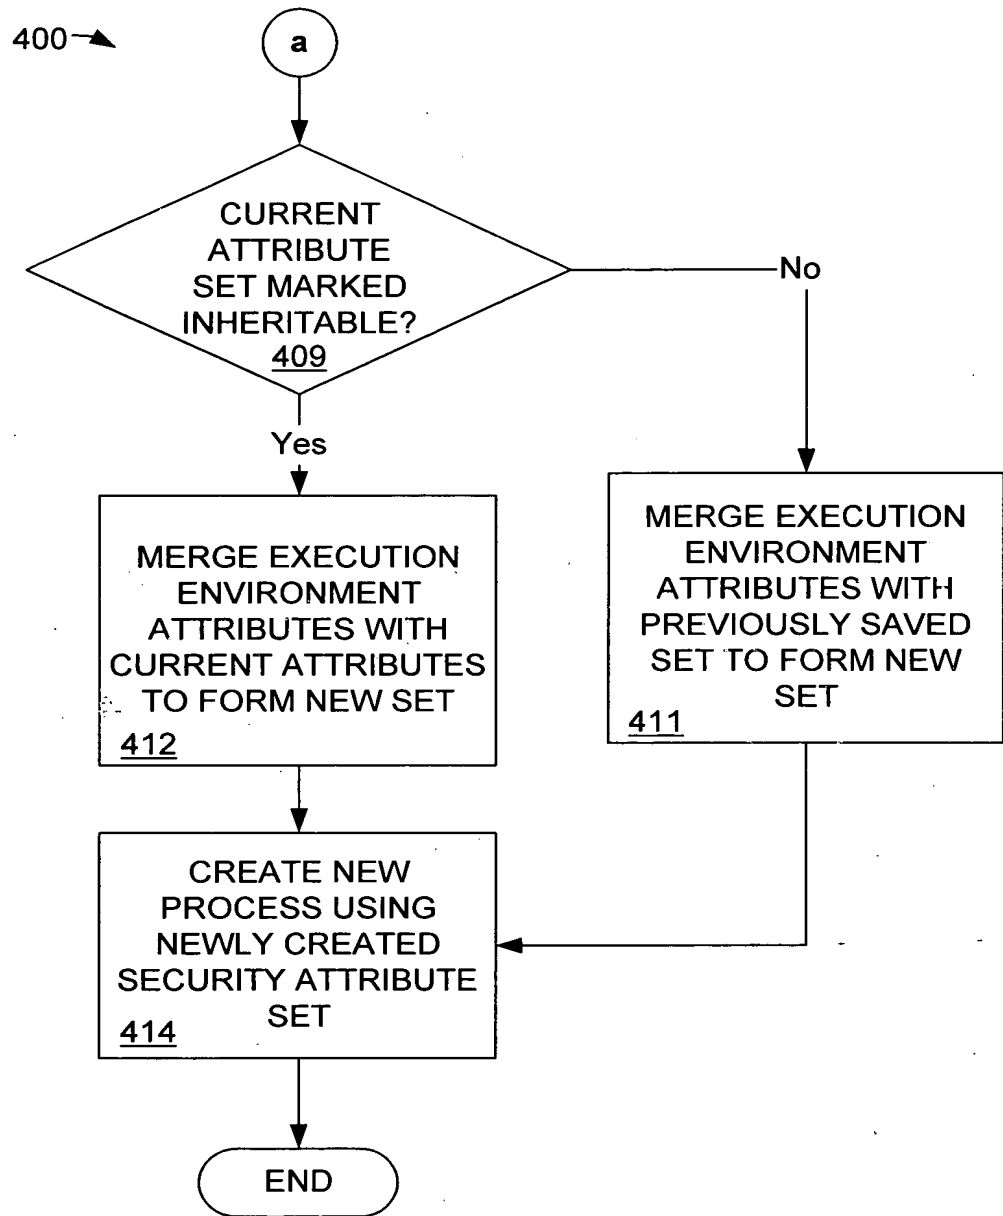 400
a
CURRENT
ATTRIBUTE
SET MARKED
INHERITABLE?
409
No
Yes
MERGE EXECUTION
ENVIRONMENT
ATTRIBUTES WITH
CURRENT ATTRIBUTES
TO FORM NEW SET
412
MERGE EXECUTION
ENVIRONMENT
ATTRIBUTES WITH
PREVIOUSLY SAVED
SET TO FORM NEW
SET
411
CREATE NEW
PROCESS USING
NEWLY CREATED
SECURITY ATTRIBUTE
SET
414
END